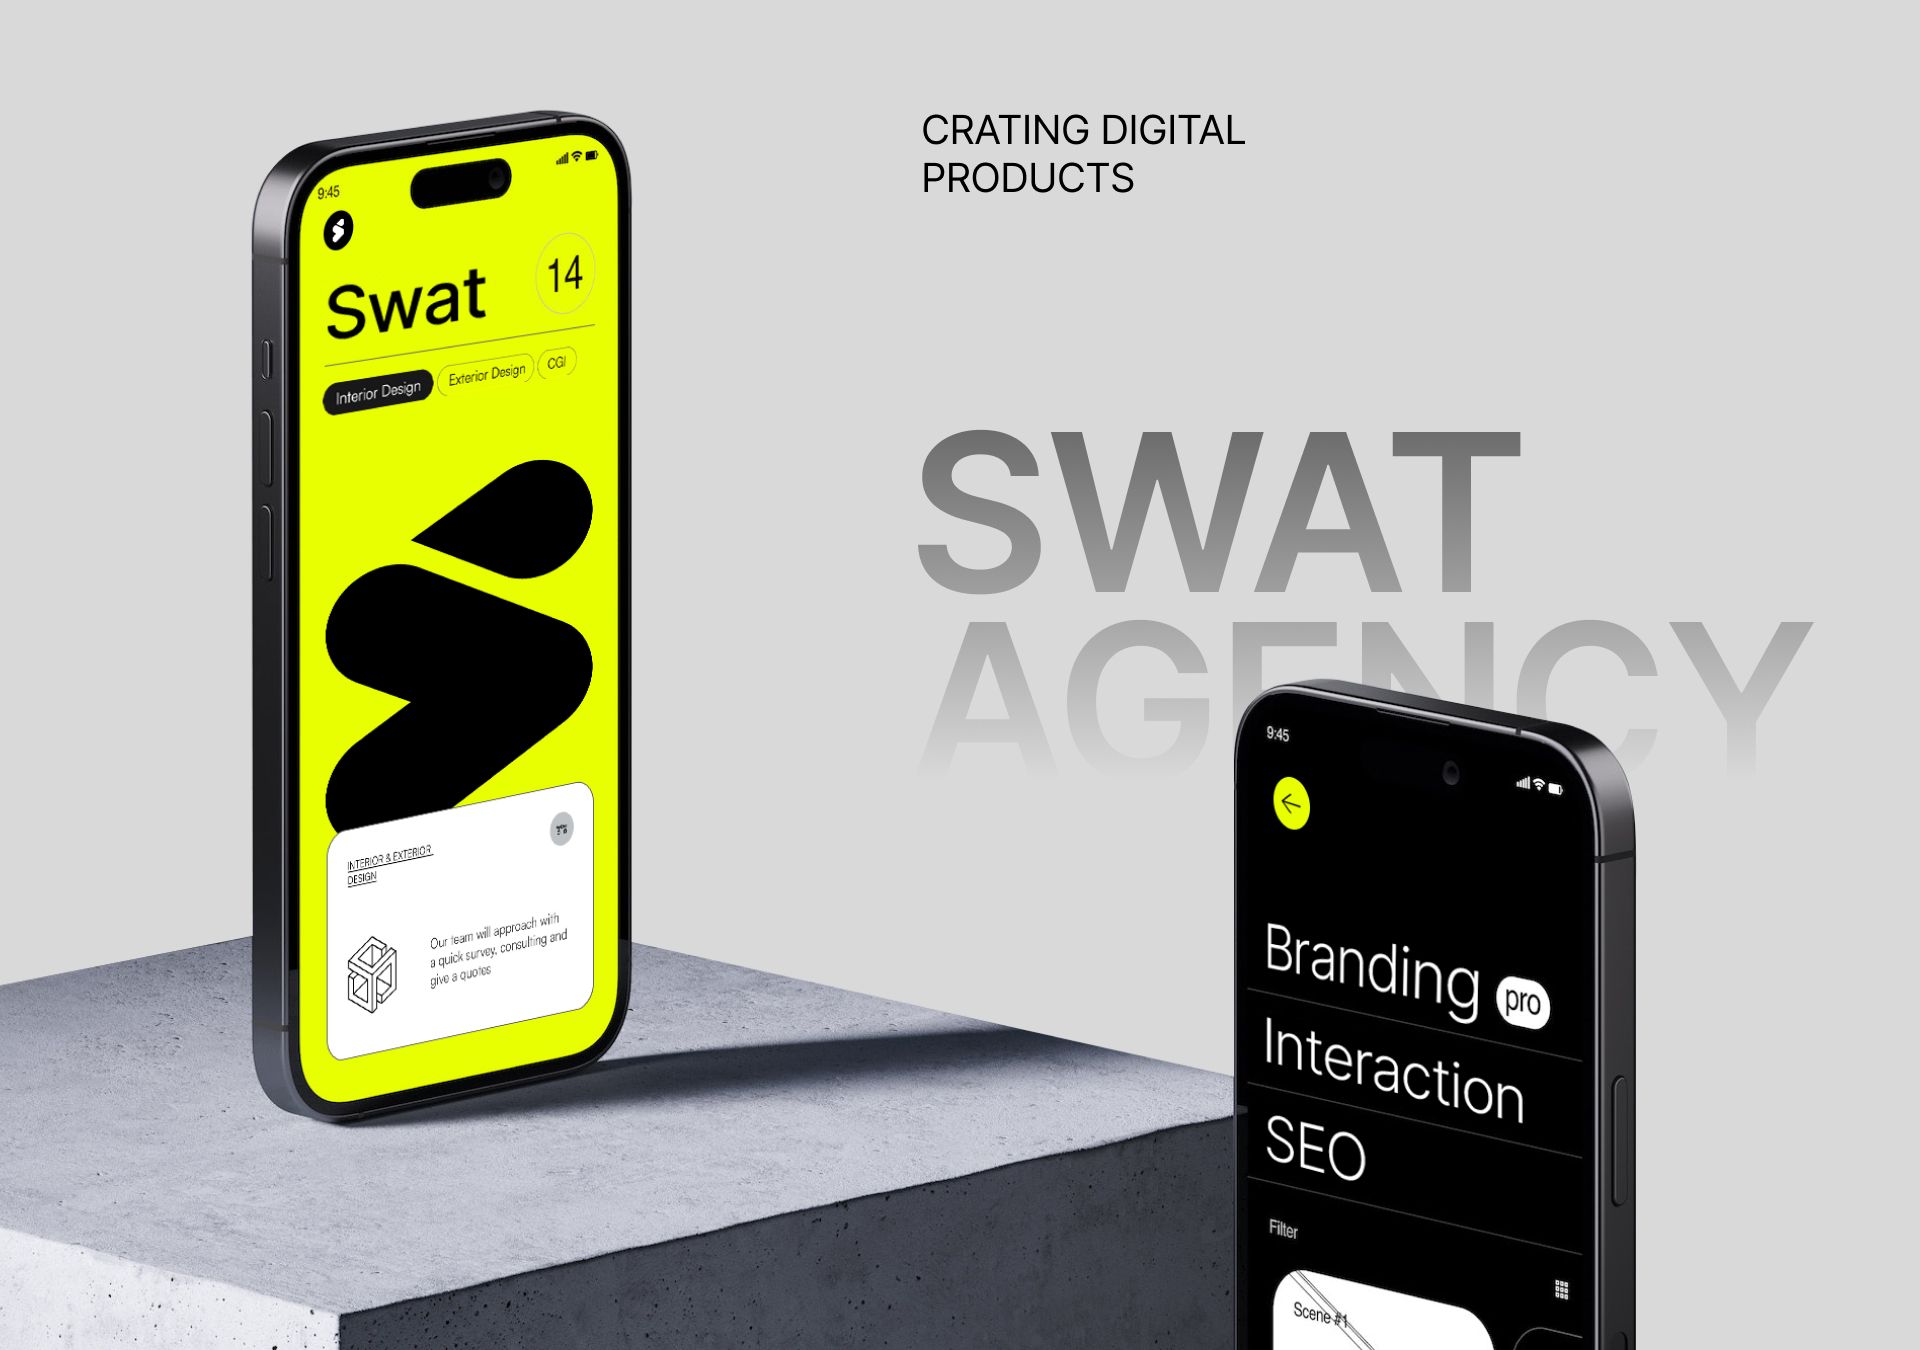 CRATING DIGITAL
PRODUCTS
SWAT
AGENCY
9:45
Swat
14
Interior Design
Exterior Design
CGI
INTERIOR & EXTERIOR
DESIGN
Our team will approach with
a quick survey, consulting and
give a quotes
9:45
Branding
pro
Interaction
SEO
Filter
Scene #1